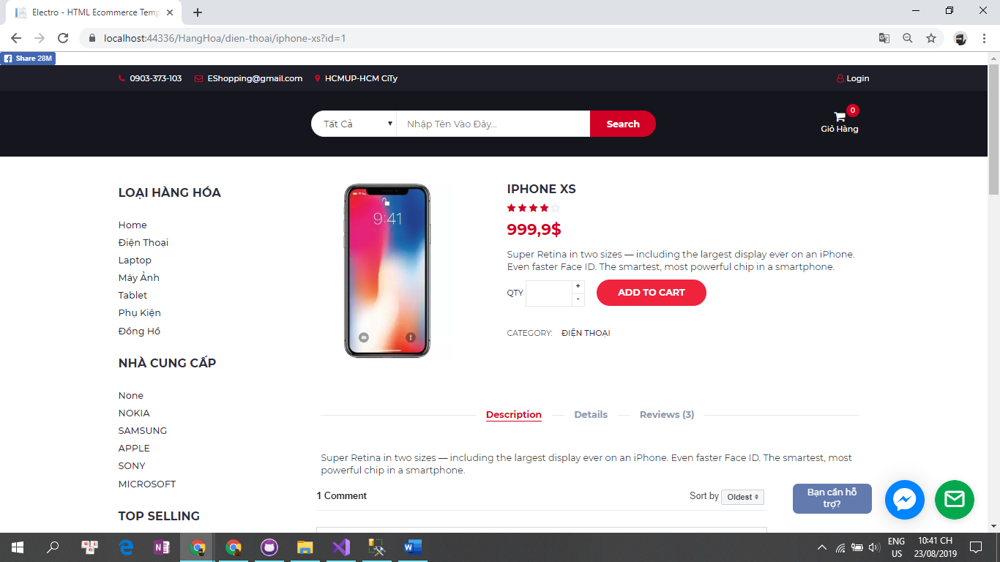 Electro - HTML Ecommerce Temp
localhost:44336/HangHoa/dien-thoai/iphone-xs?id=1
Share 28M
0903-373-103 EShopping@gmail.com HCMUP-HCM CiTy Login
Tất Cả Nhập Tên Vào Đây... Search
0
Giỏ Hàng
LOẠI HÀNG HÓA
Home
Điện Thoại
Laptop
Máy Ảnh
Tablet
Phụ Kiện
Đồng Hồ
NHÀ CUNG CẤP
None
NOKIA
SAMSUNG
APPLE
SONY
MICROSOFT
TOP SELLING
9:41
IPHONE XS
999,9$
Super Retina in two sizes — including the largest display ever on an iPhone.
Even faster Face ID. The smartest, most powerful chip in a smartphone.
QTY + - ADD TO CART
CATEGORY: ĐIỆN THOẠI
Description Details Reviews (3)
Super Retina in two sizes — including the largest display ever on an iPhone. Even faster Face ID. The smartest, most
powerful chip in a smartphone.
1 Comment Sort by Oldest
Bạn cần hỗ
trợ?
ENG
US
10:41 CH
23/08/2019